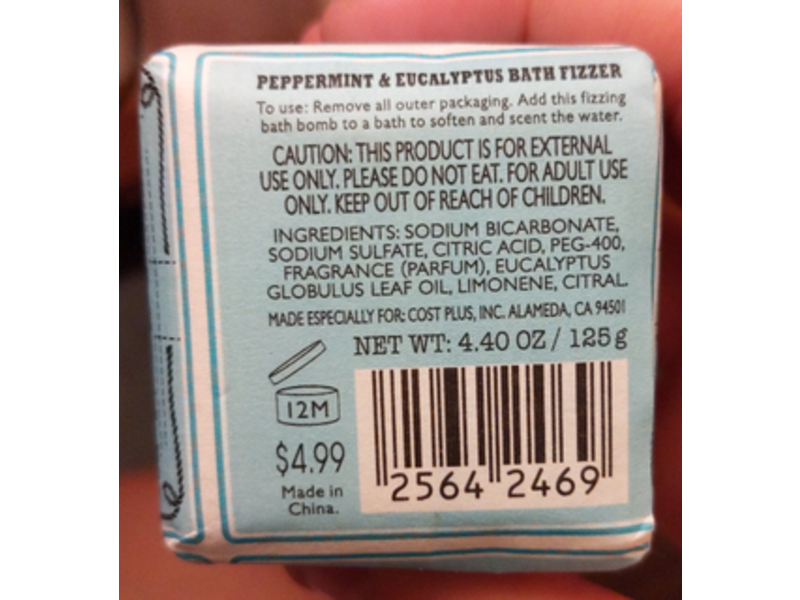 PEPPERMINT & EUCALYPTUS BATH FIZZER
To use: Remove all outer packaging. Add this fizzing
bath bomb to a bath to soften and scent the water.
CAUTION: THIS PRODUCT IS FOR EXTERNAL
USE ONLY. PLEASE DO NOT EAT. FOR ADULT USE
ONLY. KEEP OUT OF REACH OF CHILDREN.
INGREDIENTS: SODIUM BICARBONATE,
SODIUM SULFATE, CITRIC ACID, PEG-400,
FRAGRANCE (PARFUM), EUCALYPTUS
GLOBULUS LEAF OIL, LIMONENE, CITRAL.
MADE ESPECIALLY FOR: COST PLUS, INC. ALAMEDA, CA 94501
NET WT: 4.40 OZ / 125g
12M
$4.99
Made in
China.
2564 2469